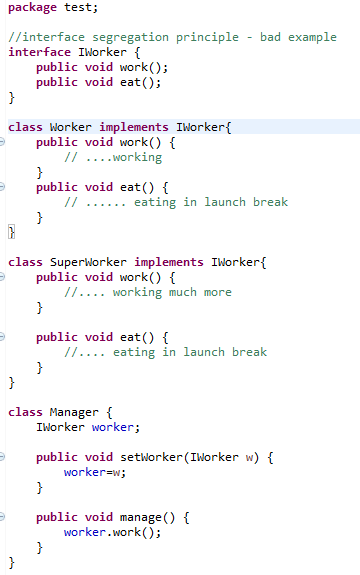 package test;

//interface segregation principle - bad example
interface IWorker {
    public void work();
    public void eat();
}

class Worker implements IWorker{
    public void work() {
        // ....working
    }
    public void eat() {
        // ...... eating in launch break
    }
}

class SuperWorker implements IWorker{
    public void work() {
        //.... working much more
    }

    public void eat() {
        //.... eating in launch break
    }
}

class Manager {
    IWorker worker;

    public void setWorker(IWorker w) {
        worker=w;
    }

    public void manage() {
        worker.work();
    }
}